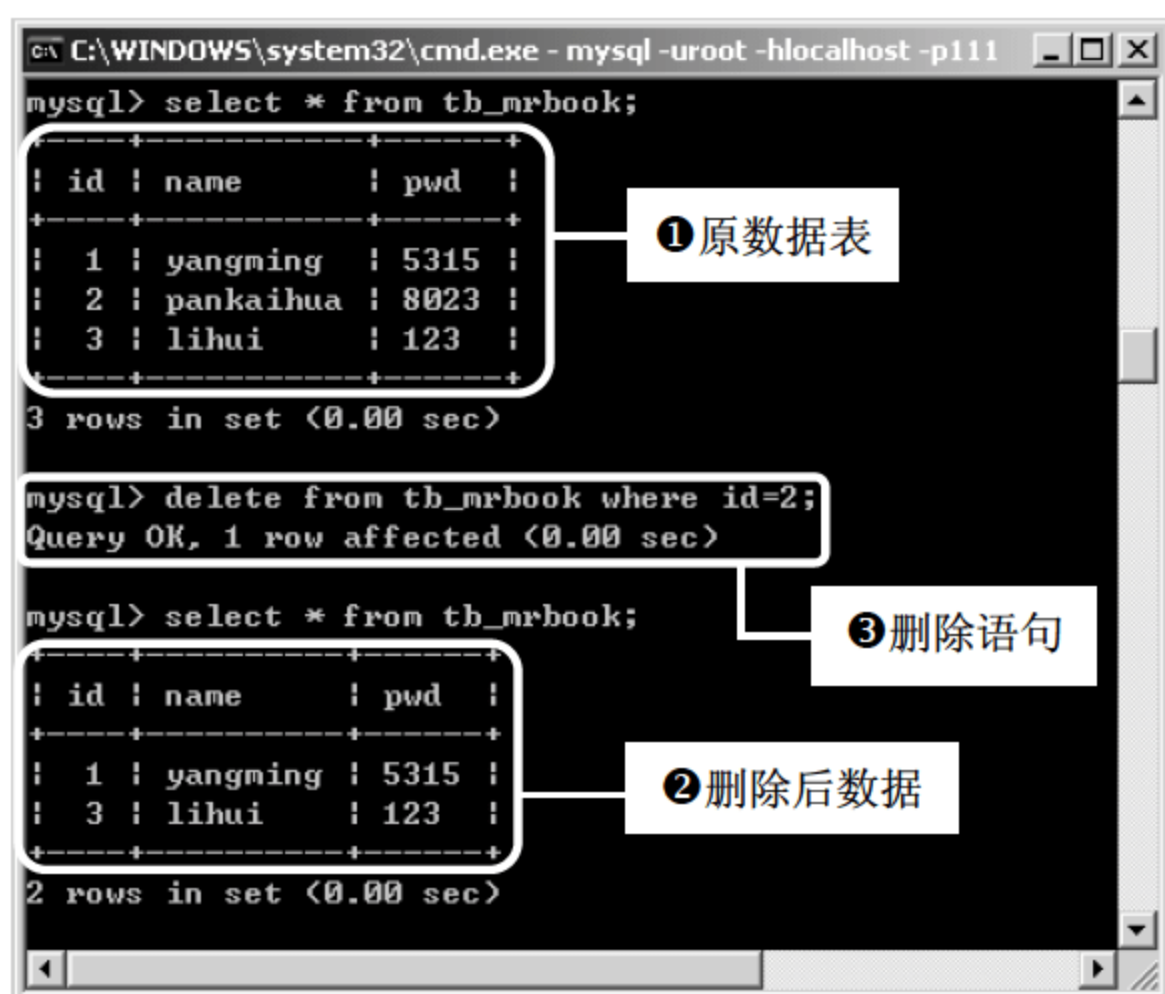 C:\WINDOWS\system32\cmd.exe - mysql -uroot -hlocalhost -p111
mysql> select * from tb_mrbook;
+----+-----------+------+
| id | name | pwd |
+----+-----------+------+
| 1 | yangming | 5315 |
| 2 | pankaihua | 8023 |
| 3 | lihui | 123 |
+----+-----------+------+
3 rows in set (0.00 sec)
❶原数据表
mysql> delete from tb_mrbook where id=2;
Query OK, 1 row affected (0.00 sec)
❸删除语句
mysql> select * from tb_mrbook;
+----+----------+------+
| id | name | pwd |
+----+----------+------+
| 1 | yangming | 5315 |
| 3 | lihui | 123 |
+----+----------+------+
❷删除后数据
2 rows in set (0.00 sec)